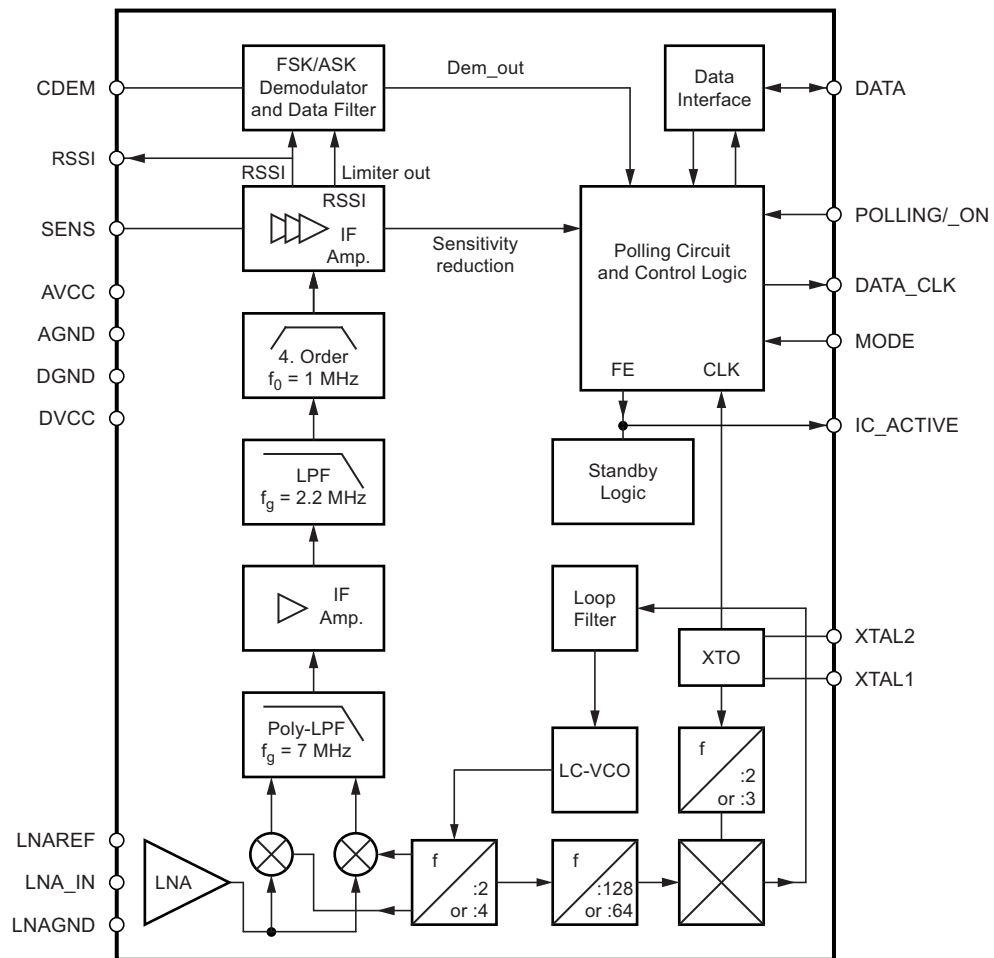 CDEM
RSSI
SENS
AVCC
AGND
DGND
DVCC
LNAREF
LNA_IN
LNAGND
FSK/ASK
Demodulator
and Data Filter
Dem_out
RSSI
Limiter out
RSSI
IF
Amp.
Sensitivity
reduction
4. Order
f0 = 1 MHz
LPF
fg = 2.2 MHz
IF
Amp.
Poly-LPF
fg = 7 MHz
LNA
Data
Interface
Polling Circuit
and Control Logic
FE
CLK
Standby
Logic
Loop
Filter
XTO
LC-VCO
f
:2
or :3
f
:2
or :4
f
:128
or :64
DATA
POLLING/_ON
DATA_CLK
MODE
IC_ACTIVE
XTAL2
XTAL1